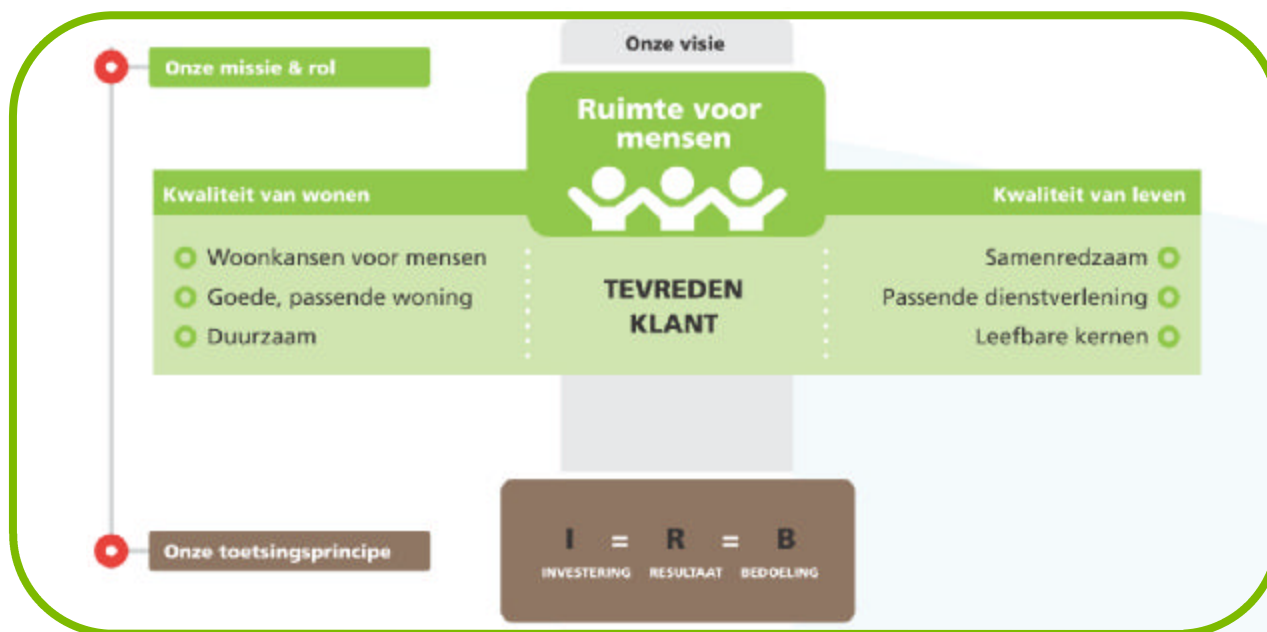 Onze visie
Onze missie & rol
Ruimte voor
mensen
Kwaliteit van wonen
Kwaliteit van leven
Woonkansen voor mensen
Goede, passende woning
Duurzaam
TEVREDEN
KLANT
Samenredzaam
Passende dienstverlening
Leefbare kernen
Onze toetsingsprincipe
I = R = B
INVESTERING RESULTAAT BEDOELING